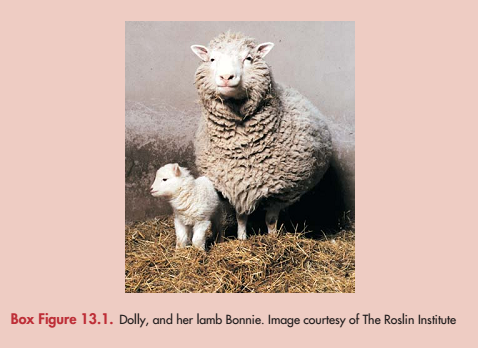 Box Figure 13.1. Dolly, and her lamb Bonnie. Image courtesy of The Roslin Institute